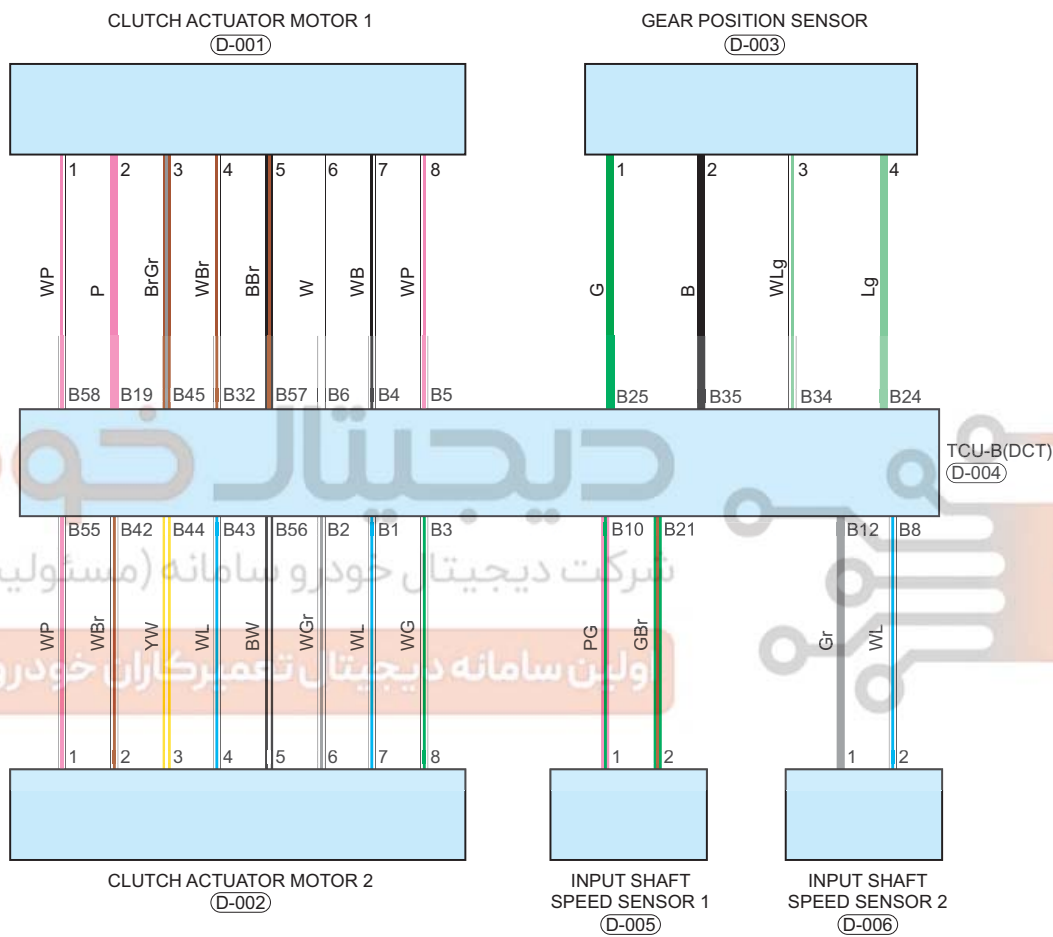 CLUTCH ACTUATOR MOTOR 1
D-001
GEAR POSITION SENSOR
D-003
1 2 3 4 5 6 7 8
1 2 3 4
WP P BrGr WBr BBr W WB WP
G B WLg Lg
B58 B19 B45 B32 B57 B6 B4 B5
B25 B35 B34 B24
دیجیتال خودرو
TCU-B(DCT)
D-004
B55 B42 B44 B43 B56 B2 B1 B3
B10 B21
B12 B8
شرکت دیجیتال خودرو سامانه (مسئولیت
WP WBr YW WL BW WGr WL WG
PG GBr
Gr WL
اولین سامانه دیجیتال تعمیرکاران خودرو
1 2 3 4 5 6 7 8
1 2
1 2
CLUTCH ACTUATOR MOTOR 2
D-002
INPUT SHAFT
SPEED SENSOR 1
D-005
INPUT SHAFT
SPEED SENSOR 2
D-006